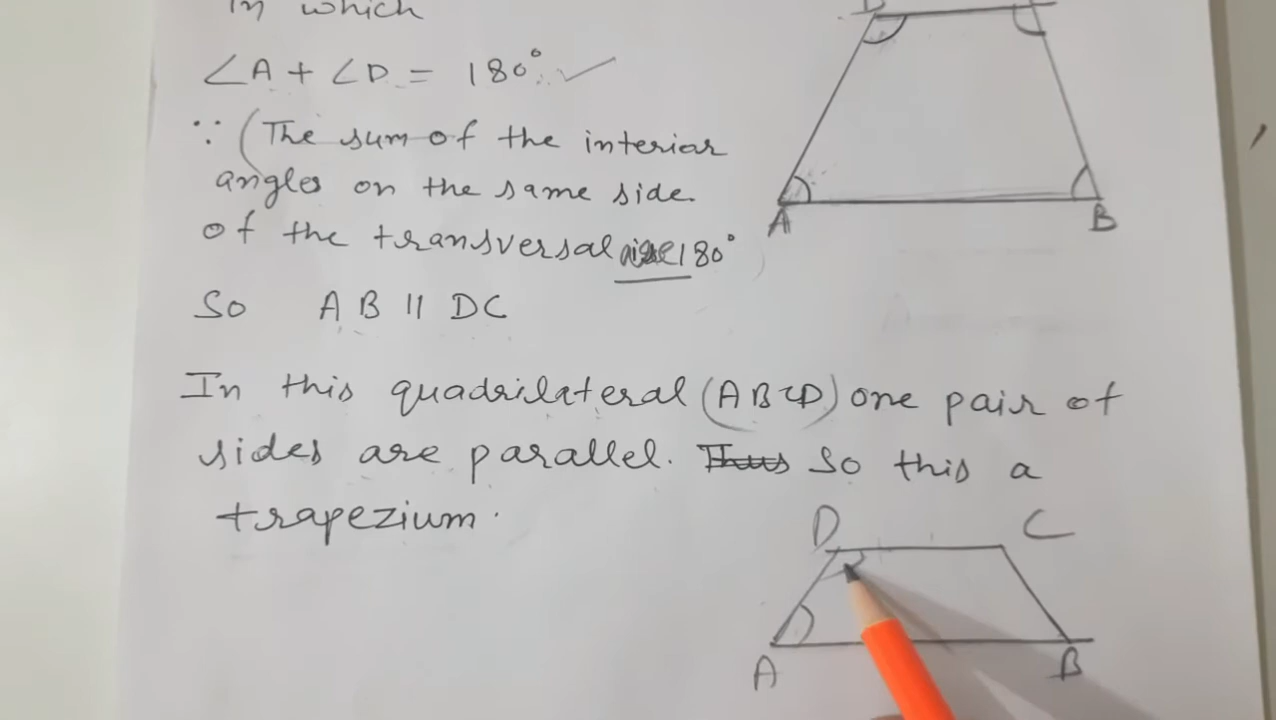 In which
∠A + ∠D = 180°
∵ (The sum of the interior
angles on the same side
of the transversal 180°
So AB || DC
In this quadrilateral (ABCD) one pair of
sides are parallel. Thus So this a
trapezium.
A B
D C
A B